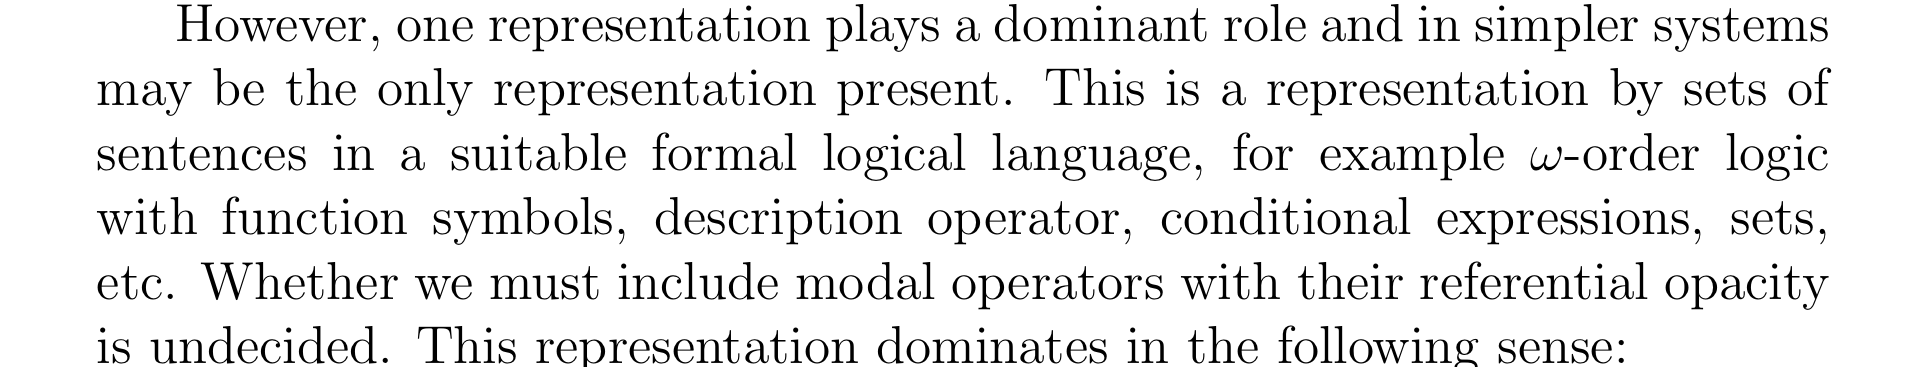 However, one representation plays a dominant role and in simpler systems
may be the only representation present. This is a representation by sets of
sentences in a suitable formal logical language, for example ω-order logic
with function symbols, description operator, conditional expressions, sets,
etc. Whether we must include modal operators with their referential opacity
is undecided. This representation dominates in the following sense: